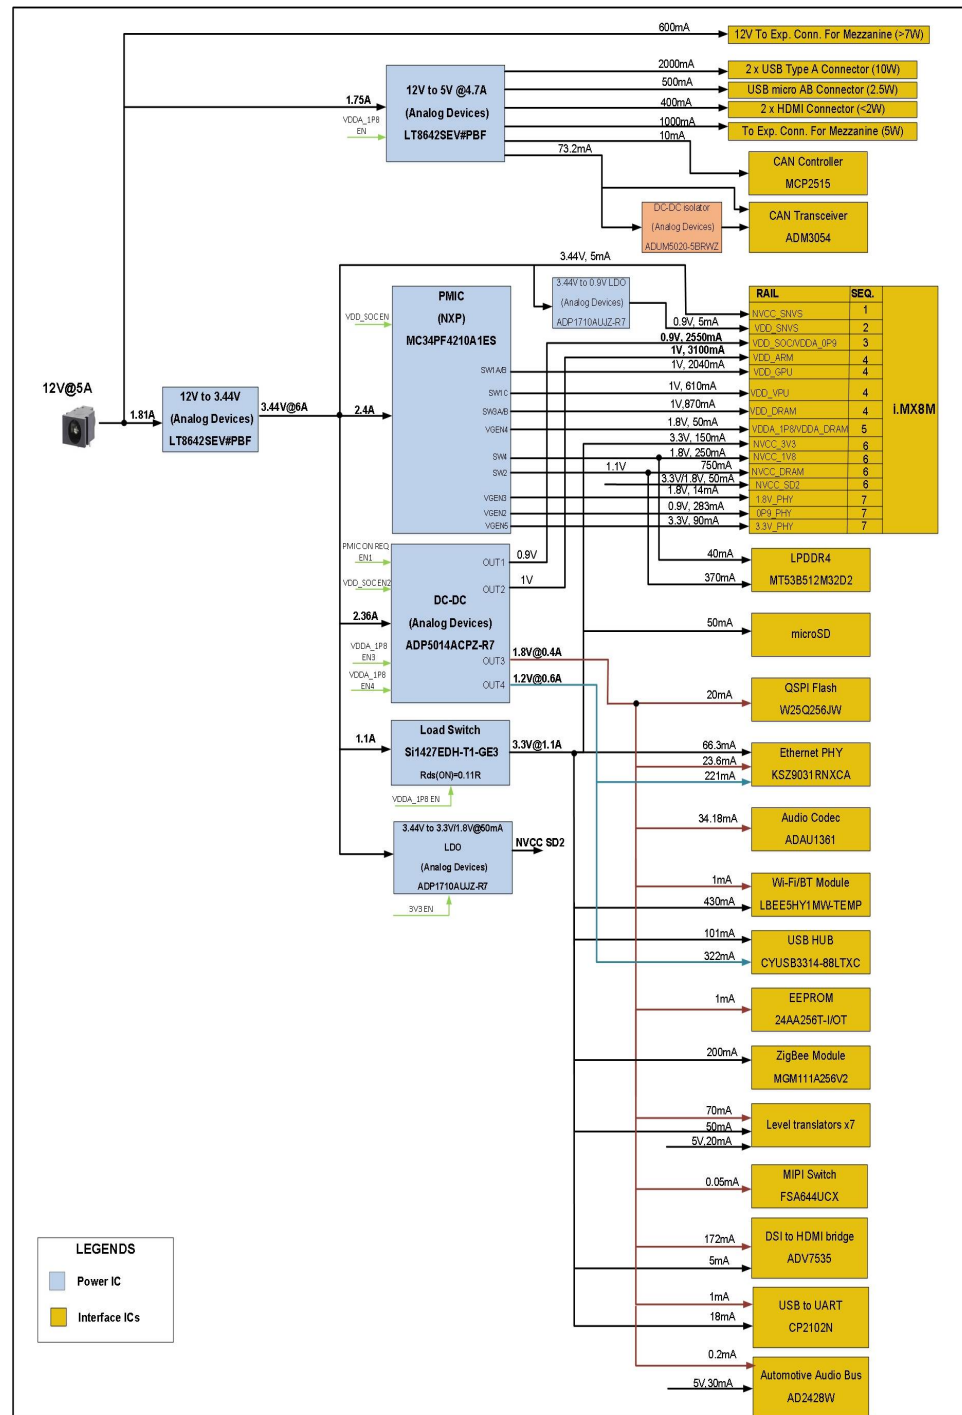 600mA
12V To Exp. Conn. For Mezzanine (>7W)
2000mA
2 x USB Type A Connector (10W)
12V to 5V @4.7A
(Analog Devices)
LT8642SEV#PBF
500mA
USB micro AB Connector (2.5W)
1.75A
400mA
2 x HDMI Connector (<2W)
VDDA_1P8
EN
1000mA
To Exp. Conn. For Mezzanine (5W)
10mA
73.2mA
CAN Controller
MCP2515
DC-DC isolator
(Analog Devices)
ADUM5020-5BRWZ
CAN Transceiver
ADM3054
3.44V, 5mA
3.44V to 0.9V LDO
(Analog Devices)
ADP1710AUJZ-R7
PMIC
(NXP)
MC34PF4210A1ES
VDD_SOC EN
RAIL SEQ.
NVCC_SNVS 1
0.9V, 5mA
VDD_SNVS 2
0.9V, 2550mA
VDD_SOC/VDDA_0P9 3
1V, 3100mA
VDD_ARM 4
SW1A/B
1V, 2040mA
VDD_GPU 4
SW1C
1V, 610mA
VDD_VPU 4
i.MX8M
SW3A/B
1V,870mA
VDD_DRAM 4
VGEN4
1.8V, 50mA
VDDA_1P8/VDDA_DRAM 5
3.3V, 150mA
NVCC_3V3 6
SW4
1.8V, 250mA
NVCC_1V8 6
SW2
1.1V
750mA
NVCC_DRAM 6
3.3V/1.8V, 50mA
NVCC_SD2 6
VGEN3
1.8V, 14mA
1.8V_PHY 7
VGEN2
0.9V, 283mA
0P9_PHY 7
VGEN5
3.3V, 90mA
3.3V_PHY 7
12V@5A
1.81A
12V to 3.44V
(Analog Devices)
LT8642SEV#PBF
3.44V@6A
2.4A
PMIC ON REQ
EN1
VDD_SOC EN2
2.36A
VDDA_1P8
EN3
VDDA_1P8
EN4
DC-DC
(Analog Devices)
ADP5014ACPZ-R7
OUT1
0.9V
OUT2
1V
OUT3
1.8V@0.4A
OUT4
1.2V@0.6A
40mA
370mA
LPDDR4
MT53B512M32D2
50mA
microSD
20mA
QSPI Flash
W25Q256JW
1.1A
Load Switch
Si1427EDH-T1-GE3
Rds(ON)=0.11R
3.3V@1.1A
VDDA_1P8 EN
66.3mA
23.6mA
221mA
Ethernet PHY
KSZ9031RNXCA
3.44V to 3.3V/1.8V@50mA
LDO
(Analog Devices)
ADP1710AUJZ-R7
NVCC SD2
3V3 EN
34.18mA
Audio Codec
ADAU1361
1mA
430mA
Wi-Fi/BT Module
LBEE5HY1MW-TEMP
101mA
322mA
USB HUB
CYUSB3314-88LTXC
1mA
EEPROM
24AA256T-I/OT
200mA
ZigBee Module
MGM111A256V2
70mA
50mA
5V,20mA
Level translators x7
0.05mA
MIPI Switch
FSA644UCX
172mA
5mA
DSI to HDMI bridge
ADV7535
1mA
18mA
USB to UART
CP2102N
0.2mA
5V,30mA
Automotive Audio Bus
AD2428W
LEGENDS
Power IC
Interface ICs